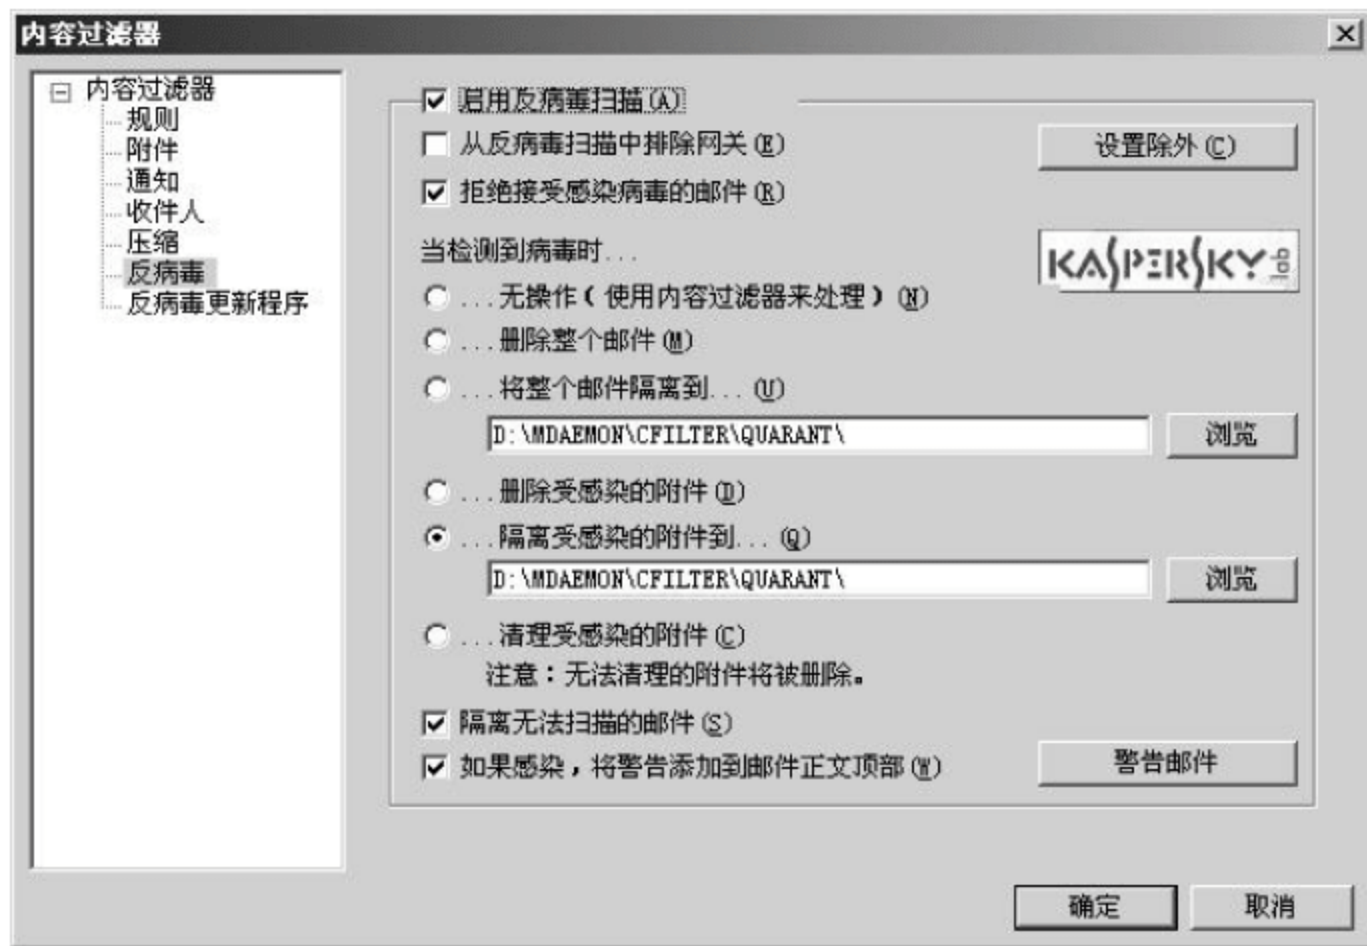 内容过滤器
内容过滤器
规则
附件
通知
收件人
压缩
反病毒
反病毒更新程序
启用反病毒扫描(A)
从反病毒扫描中排除网关(E)
设置除外(C)
拒绝接受感染病毒的邮件(R)
当检测到病毒时...
KASPERSKY lab
...无操作(使用内容过滤器来处理)(N)
...删除整个邮件(M)
...将整个邮件隔离到...(U)
D:\MDAEMON\CFILTER\QUARANT\
浏览
...删除受感染的附件(D)
...隔离受感染的附件到...(Q)
D:\MDAEMON\CFILTER\QUARANT\
浏览
...清理受感染的附件(C)
注意:无法清理的附件将被删除。
隔离无法扫描的邮件(S)
如果感染,将警告添加到邮件正文顶部(W)
警告邮件
确定
取消